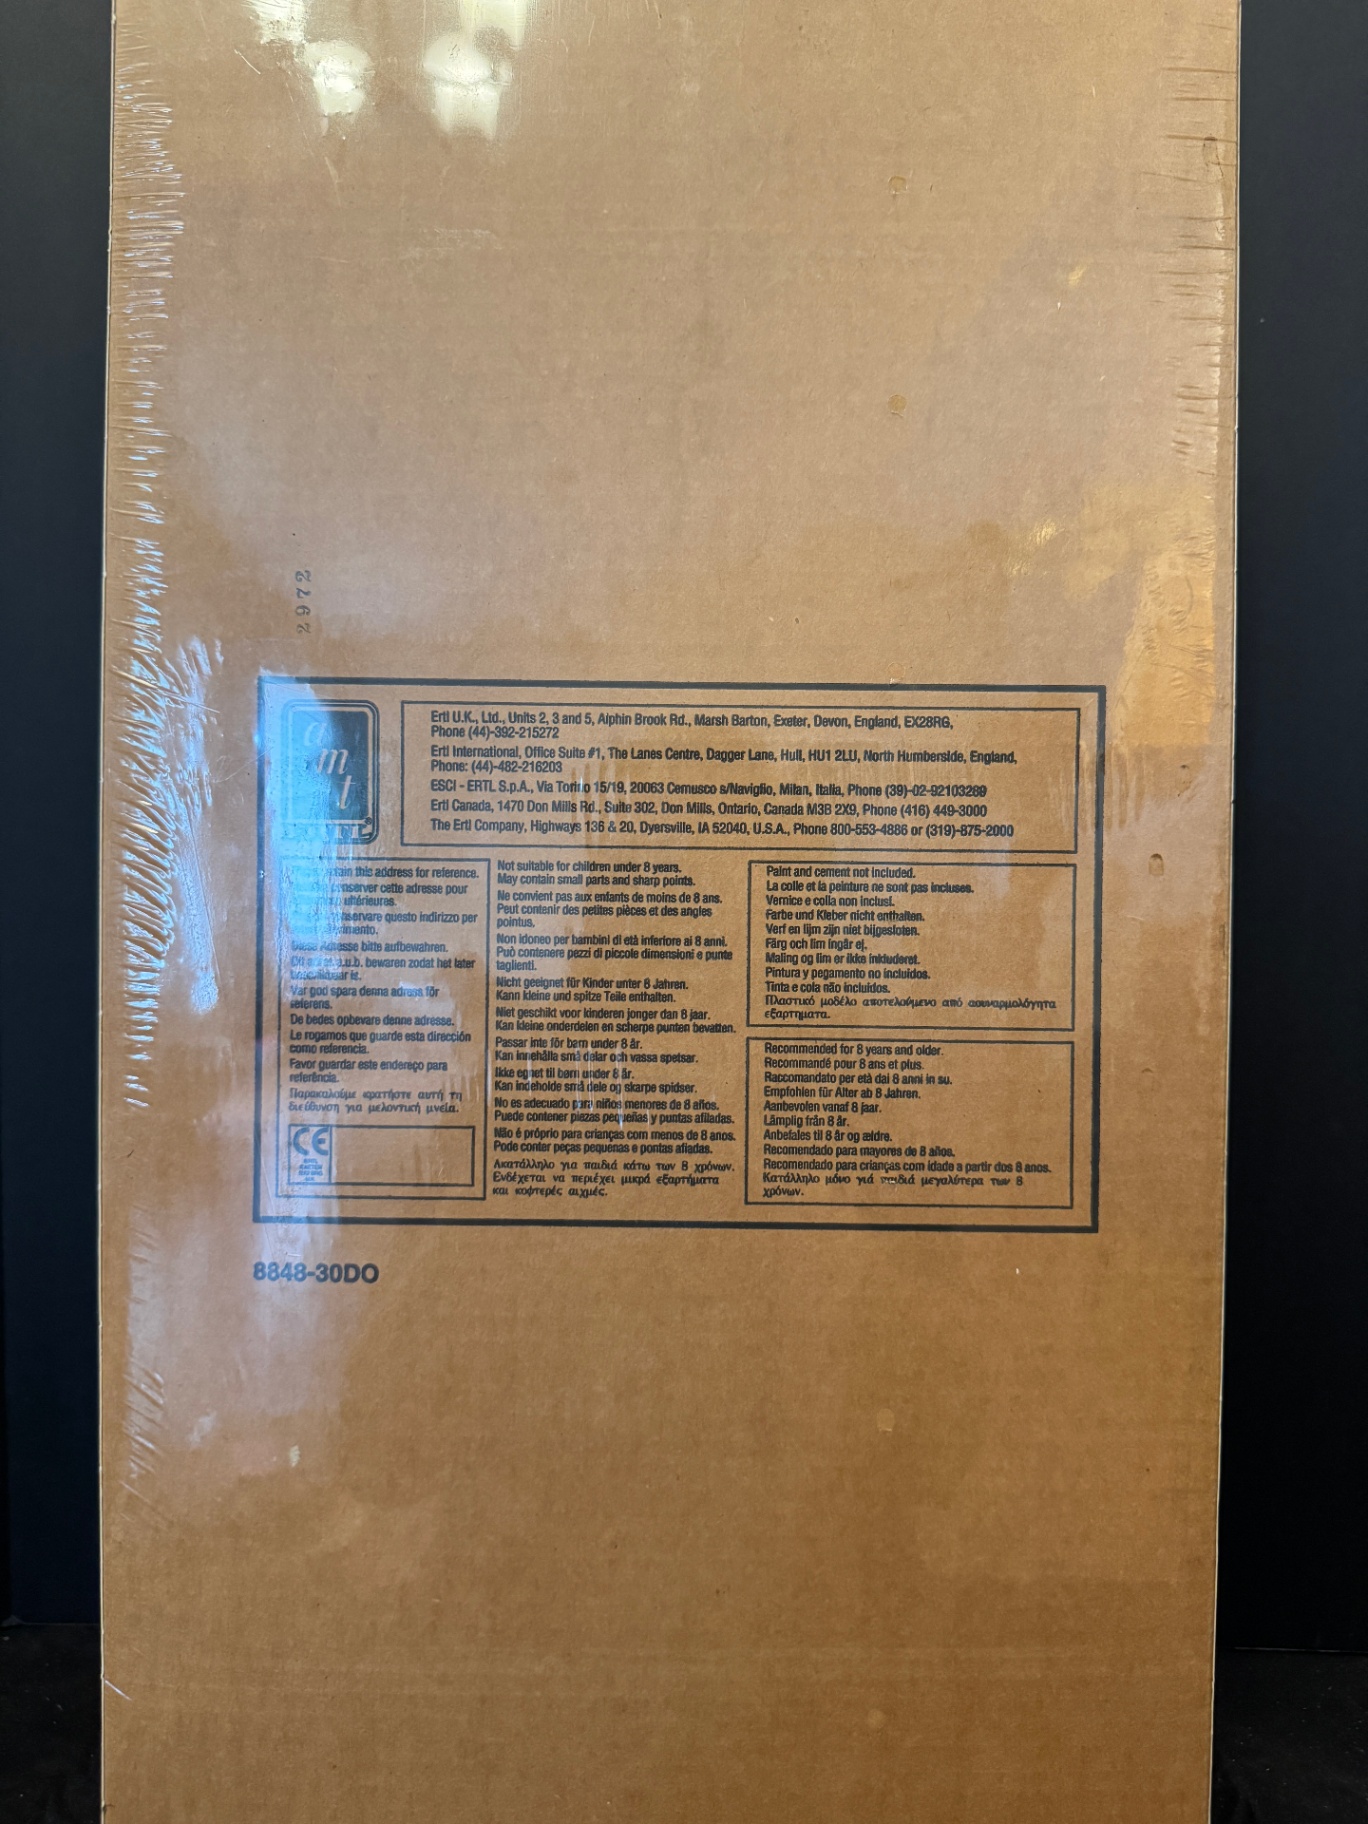 2972
amt
ERTL®
Ertl U.K., Ltd., Units 2, 3 and 5, Alphin Brook Rd., Marsh Barton, Exeter, Devon, England, EX28RG,
Phone (44)-392-215272
Ertl International, Office Suite #1, The Lanes Centre, Dagger Lane, Hull, HU1 2LU, North Humberside, England,
Phone: (44)-482-216203
ESCI - ERTL S.p.A., Via Torino 15/19, 20063 Cernusco s/Naviglio, Milan, Italia, Phone (39)-02-92103289
Ertl Canada, 1470 Don Mills Rd., Suite 302, Don Mills, Ontario, Canada M3B 2X9, Phone (416) 449-3000
The Ertl Company, Highways 136 & 20, Dyersville, IA 52040, U.S.A., Phone 800-553-4886 or (319)-875-2000
this address for reference.
conserver cette adresse pour
ultérieures.
questo indirizzo per
Diese Adresse bitte aufbewahren.
a.u.b. bewaren zodat het later
is.
Var god spara denna adress för
referens.
De bedes opbevare denne adresse.
Le rogamos que guarde esta dirección
como referencia.
Favor guardar este endereço para
referência.
Παρακαλούμε κρατήστε αυτή τη
διεύθυνση για μελοντική μνεία.
CE
Not suitable for children under 8 years.
May contain small parts and sharp points.
Ne convient pas aux enfants de moins de 8 ans.
Peut contenir des petites pièces et des angles
pointus.
Non idoneo per bambini di età inferiore ai 8 anni.
Può contenere pezzi di piccole dimensioni e punte
taglienti.
Nicht geeignet für Kinder unter 8 Jahren.
Kann kleine und spitze Teile enthalten.
Niet geschikt voor kinderen jonger dan 8 jaar.
Kan kleine onderdelen en scherpe punten bevatten.
Passar inte för barn under 8 år.
Kan innehålla små delar och vassa spetsar.
Ikke egnet til børn under 8 år.
Kan indeholde små dele og skarpe spidser.
No es adecuado para niños menores de 8 años.
Puede contener piezas pequeñas y puntas afiladas.
Não é próprio para crianças com menos de 8 anos.
Pode conter peças pequenas e pontas afiadas.
Ακατάλληλο για παιδιά κάτω των 8 χρόνων.
Ενδέχεται να περιέχει μικρά εξαρτήματα
και κοφτερές αιχμές.
Paint and cement not included.
La colle et la peinture ne sont pas incluses.
Vernice e colla non inclusi.
Farbe und Kleber nicht enthalten.
Verf en lijm zijn niet bijgesloten.
Färg och lim ingår ej.
Maling og lim er ikke inkluderet.
Pintura y pegamento no incluidos.
Tinta e cola não incluidos.
Πλαστικό μοδέλο αποτελούμενο από ασυναρμολόγητα
εξαρτηματα.
Recommended for 8 years and older.
Recommandé pour 8 ans et plus.
Raccomandato per età dai 8 anni in su.
Empfohlen für Alter ab 8 Jahren.
Aanbevolen vanaf 8 jaar.
Lämplig från 8 år.
Anbefales til 8 år og ældre.
Recomendado para mayores de 8 años.
Recomendado para crianças com idade a partir dos 8 anos.
Κατάλληλο μόνο γιά παιδιά μεγαλύτερα των 8
χρόνων.
8848-30DO